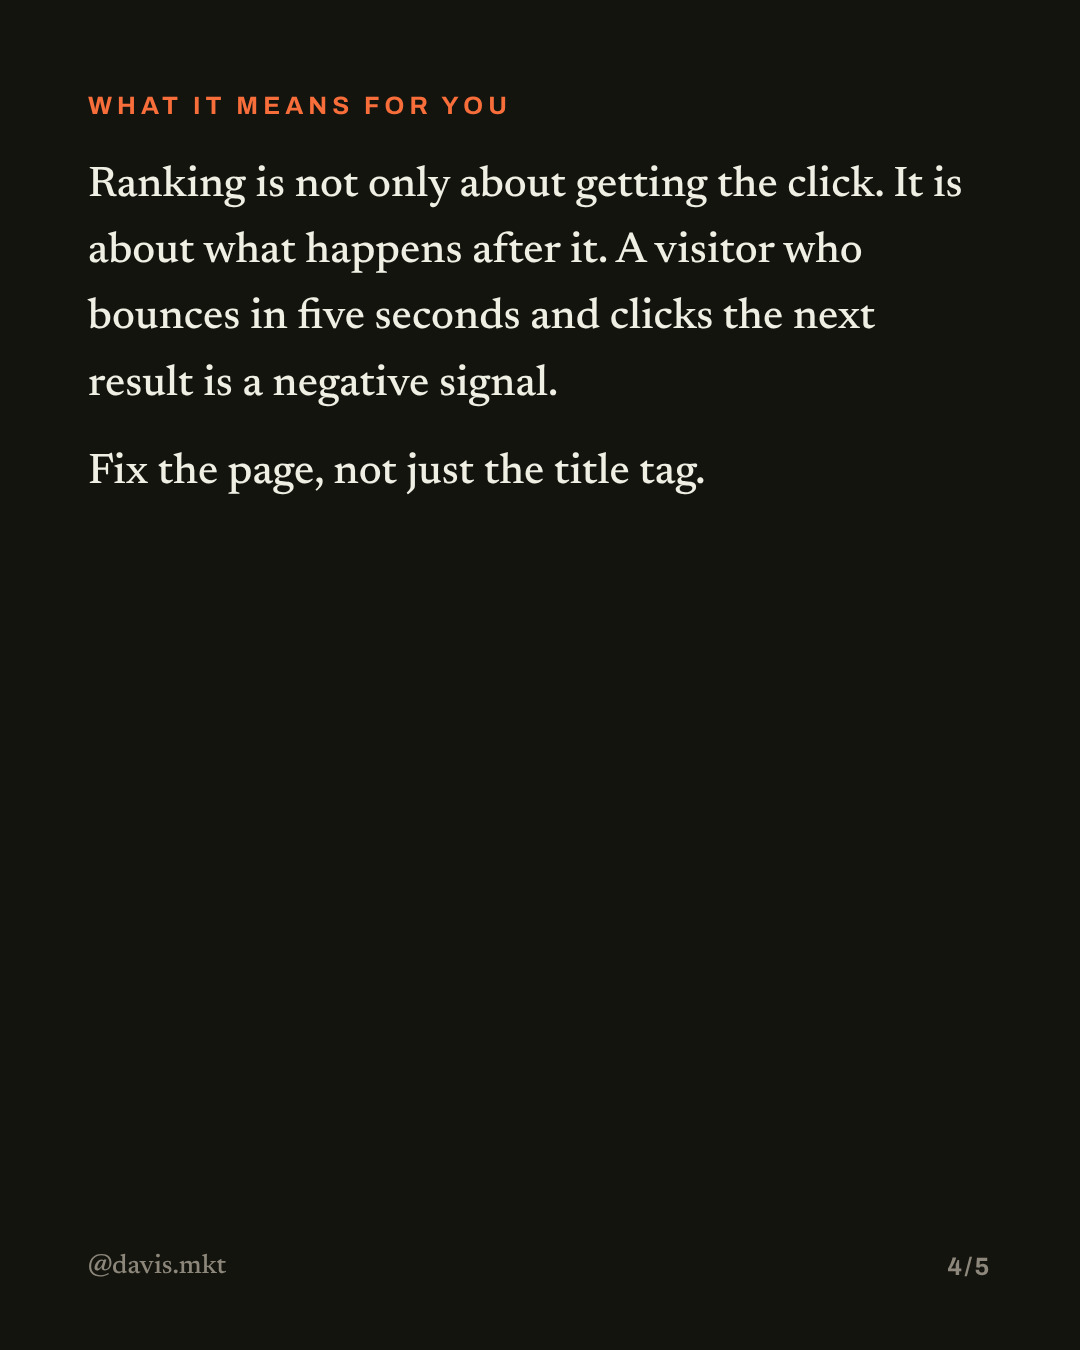 WHAT IT MEANS FOR YOU
Ranking is not only about getting the click. It is
about what happens after it. A visitor who
bounces in five seconds and clicks the next
result is a negative signal.
Fix the page, not just the title tag.
@davis.mkt
4/5